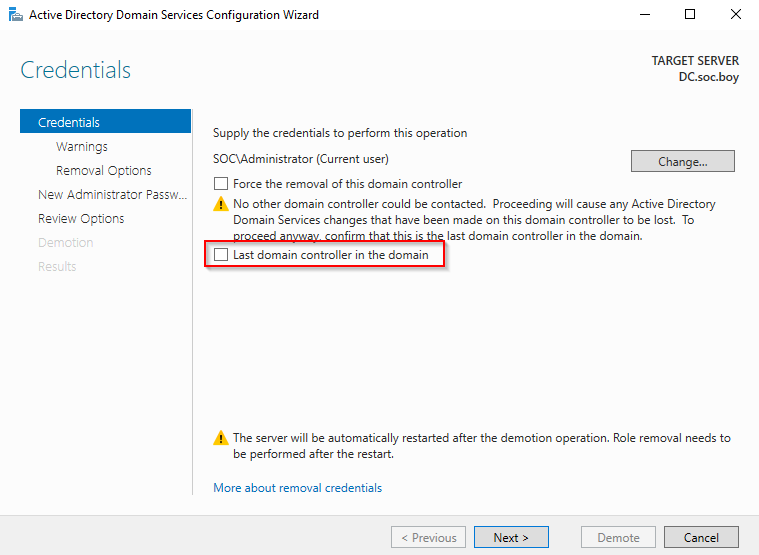 Active Directory Domain Services Configuration Wizard
Credentials
TARGET SERVER
DC.soc.boy
Credentials
Warnings
Removal Options
New Administrator Passw...
Review Options
Demotion
Results
Supply the credentials to perform this operation
SOC\Administrator (Current user)
Change...
Force the removal of this domain controller
No other domain controller could be contacted. Proceeding will cause any Active Directory
Domain Services changes that have been made on this domain controller to be lost. To
proceed anyway, confirm that this is the last domain controller in the domain.
Last domain controller in the domain
The server will be automatically restarted after the demotion operation. Role removal needs to
be performed after the restart.
More about removal credentials
< Previous
Next >
Demote
Cancel